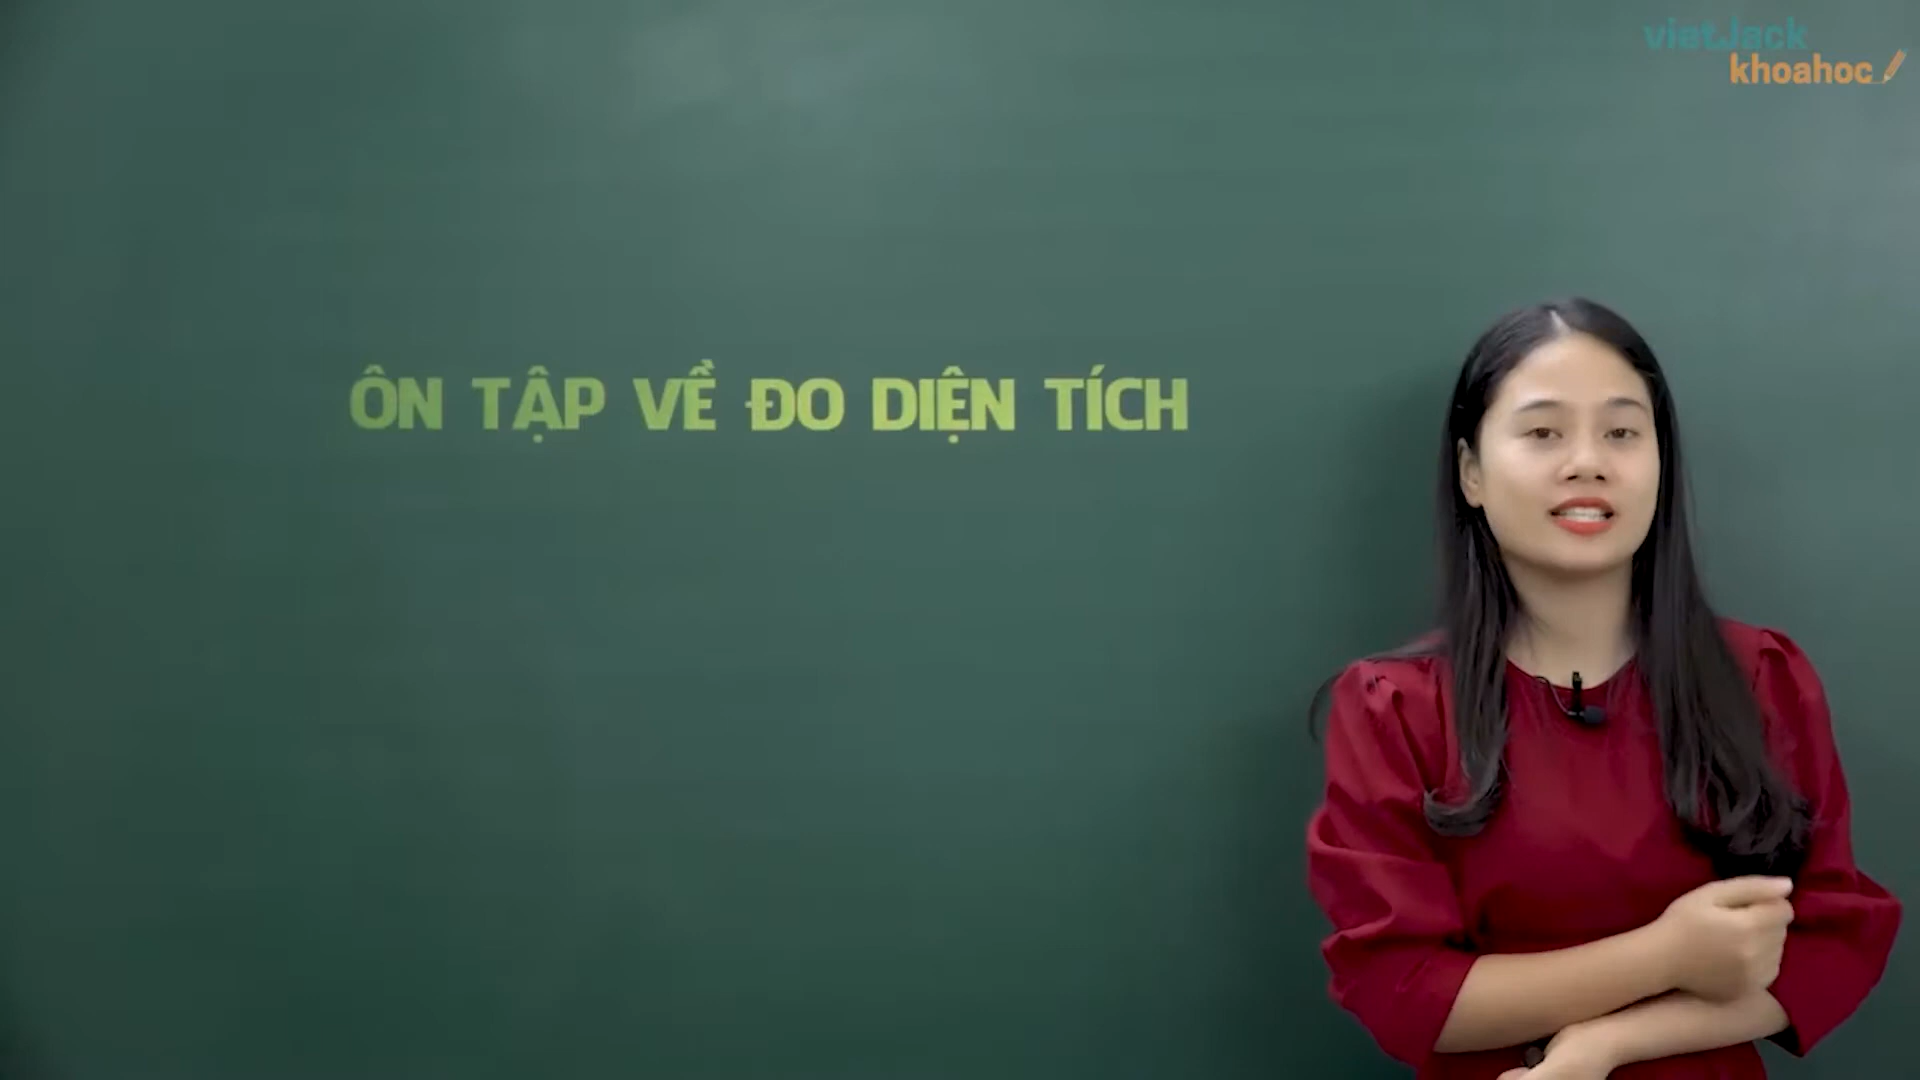 vietJack
khoahoc
ÔN TẬP VỀ ĐO DIỆN TÍCH